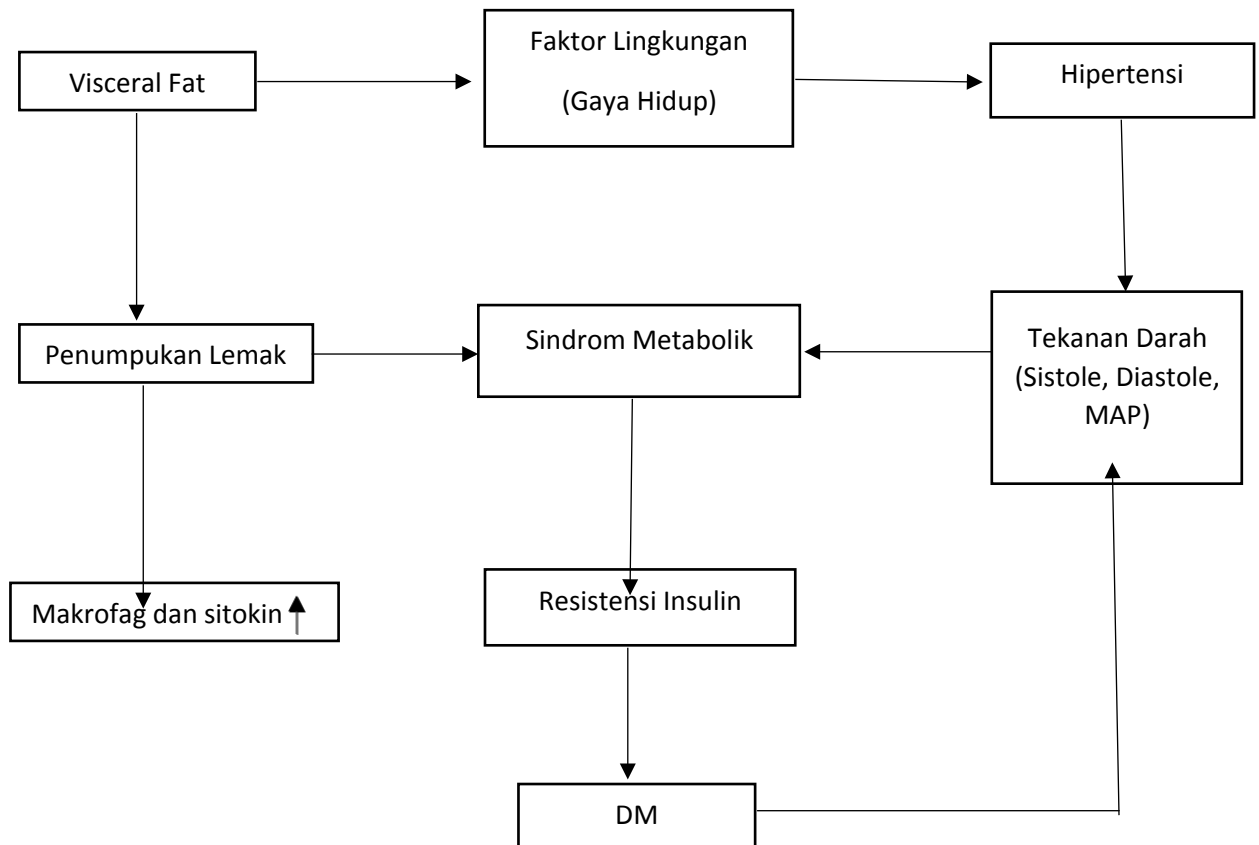 Visceral Fat
Faktor Lingkungan
(Gaya Hidup)
Hipertensi
Penumpukan Lemak
Sindrom Metabolik
Tekanan Darah
(Sistole, Diastole,
MAP)
Makrofag dan sitokin
Resistensi Insulin
DM